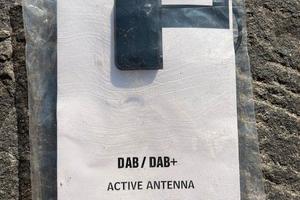 DAB / DAB+
ACTIVE ANTENNA